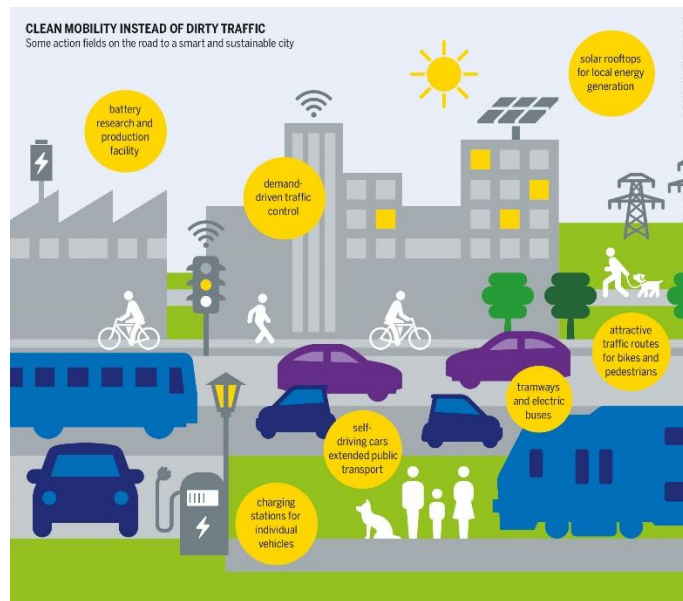 CLEAN MOBILITY INSTEAD OF DIRTY TRAFFIC
Some action fields on the road to a smart and sustainable city
solar rooftops
for local energy
generation
battery
research and
production
facility
demand-
driven traffic
control
attractive
traffic routes
for bikes and
pedestrians
tramways
and electric
buses
self-
driving cars
extended public
transport
charging
stations for
individual
vehicles